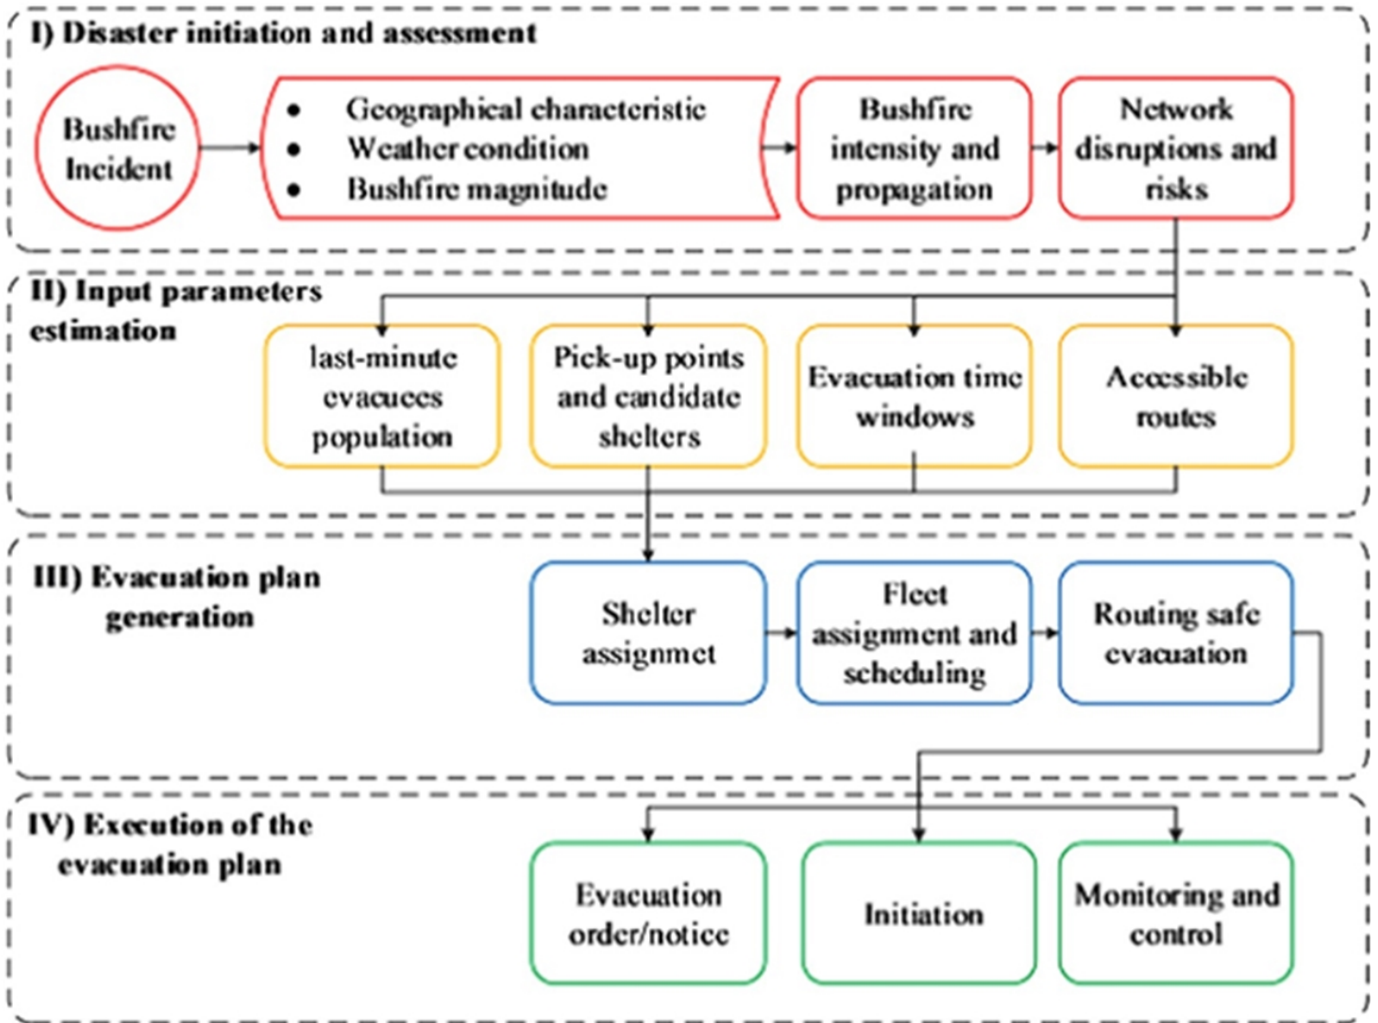 I) Disaster initiation and assessment
Bushfire
Incident
● Geographical characteristic
● Weather condition
● Bushfire magnitude
Bushfire
intensity and
propagation
Network
disruptions and
risks
II) Input parameters
estimation
last-minute
evacuees
population
Pick-up points
and candidate
shelters
Evacuation time
windows
Accessible
routes
III) Evacuation plan
generation
Shelter
assignmet
Fleet
assignment and
scheduling
Routing safe
evacuation
IV) Execution of the
evacuation plan
Evacuation
order/notice
Initiation
Monitoring and
control